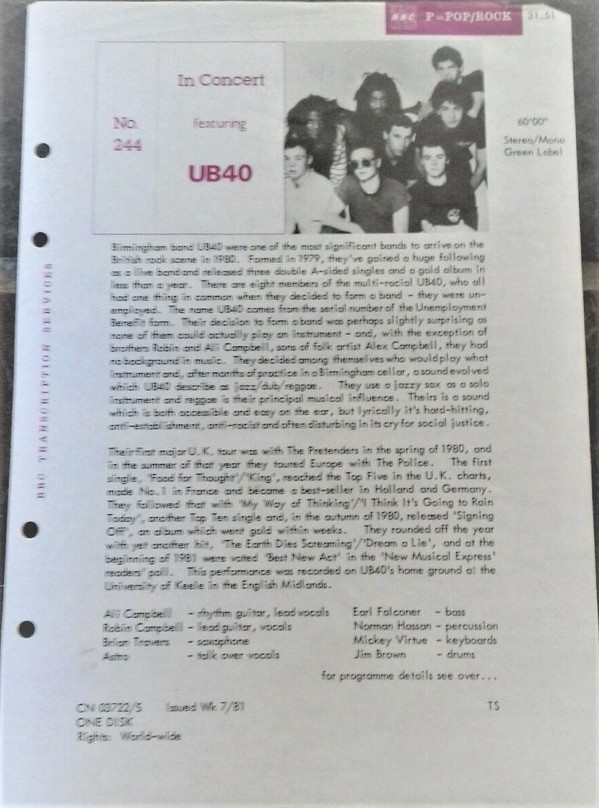 BBC P=POP/ROCK 31.51
In Concert
No. 244
featuring
UB40
60'00"
Stereo/Mono
Green Label
Birmingham band UB40 were one of the most significant bands to arrive on the
British rock scene in 1980. Formed in 1979, they've gained a huge following
as a live band and released three double A-sided singles and a gold album in
less than a year. There are eight members of the multi-racial UB40, who all
had one thing in common when they decided to form a band - they were un-
employed. The name UB40 comes from the serial number of the Unemployment
Benefit form. Their decision to form a band was perhaps slightly surprising as
none of them could actually play an instrument - and, with the exception of
brothers Robin and Ali Campbell, sons of folk artist Alex Campbell, they had
no background in music. They decided among themselves who would play what
instrument and, after months of practice in a Birmingham cellar, a sound evolved
which UB40 describe as jazz/dub/reggae. They use a jazzy sax as a solo
instrument and reggae is their principal musical influence. Theirs is a sound
which is both accessible and easy on the ear, but lyrically it's hard-hitting,
anti-establishment, anti-racist and often disturbing in its cry for social justice.
Their first major U.K. tour was with The Pretenders in the spring of 1980, and
in the summer of that year they toured Europe with The Police. The first
single, 'Food for Thought'/'King', reached the Top Five in the U.K. charts,
made No.1 in France and became a best-seller in Holland and Germany.
They followed that with 'My Way of Thinking'/'I Think It's Going to Rain
Today', another Top Ten single and, in the autumn of 1980, released 'Signing
Off', an album which went gold within weeks. They rounded off the year
with yet another hit, 'The Earth Dies Screaming'/'Dream a Lie', and at the
beginning of 1981 were voted 'Best New Act' in the 'New Musical Express'
readers' poll. This performance was recorded on UB40's home ground at the
University of Keele in the English Midlands.
Ali Campbell - rhythm guitar, lead vocals Earl Falconer - bass
Robin Campbell - lead guitar, vocals Norman Hassan - percussion
Brian Travers - saxophone Mickey Virtue - keyboards
Astro - talk over vocals Jim Brown - drums
for programme details see over...
CN 03722/S Issued Wk 7/81 TS
ONE DISK
Rights: World-wide
BBC TRANSCRIPTION SERVICES